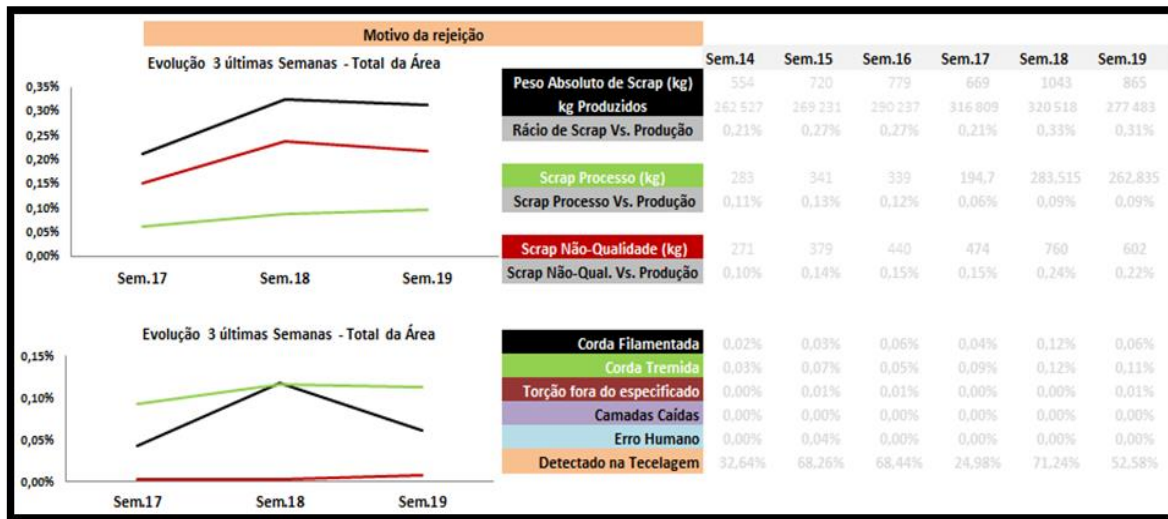 Motivo da rejeição
Evolução 3 últimas Semanas - Total da Área
0,35%
0,30%
0,25%
0,20%
0,15%
0,10%
0,05%
0,00%
Sem.17 Sem.18 Sem.19
Sem.14 Sem.15 Sem.16 Sem.17 Sem.18 Sem.19
Peso Absoluto de Scrap (kg) 554 720 779 669 1043 865
kg Produzidos 262 527 269 231 290 237 316 809 320 518 277 483
Rácio de Scrap Vs. Produção 0,21% 0,27% 0,27% 0,21% 0,33% 0,31%
Scrap Processo (kg) 283 341 339 194,7 283,515 262,835
Scrap Processo Vs. Produção 0,11% 0,13% 0,12% 0,06% 0,09% 0,09%
Scrap Não-Qualidade (kg) 271 379 440 474 760 602
Scrap Não-Qual. Vs. Produção 0,10% 0,14% 0,15% 0,15% 0,24% 0,22%
Evolução 3 últimas Semanas - Total da Área
0,15%
0,10%
0,05%
0,00%
Sem.17 Sem.18 Sem.19
Corda Filamentada 0,02% 0,03% 0,06% 0,04% 0,12% 0,06%
Corda Tremida 0,03% 0,07% 0,05% 0,09% 0,12% 0,11%
Torção fora do especificado 0,00% 0,01% 0,01% 0,00% 0,00% 0,01%
Camadas Caídas 0,00% 0,00% 0,00% 0,00% 0,00% 0,00%
Erro Humano 0,00% 0,04% 0,00% 0,00% 0,00% 0,00%
Detectado na Tecelagem 32,64% 68,26% 68,44% 24,98% 71,24% 52,58%